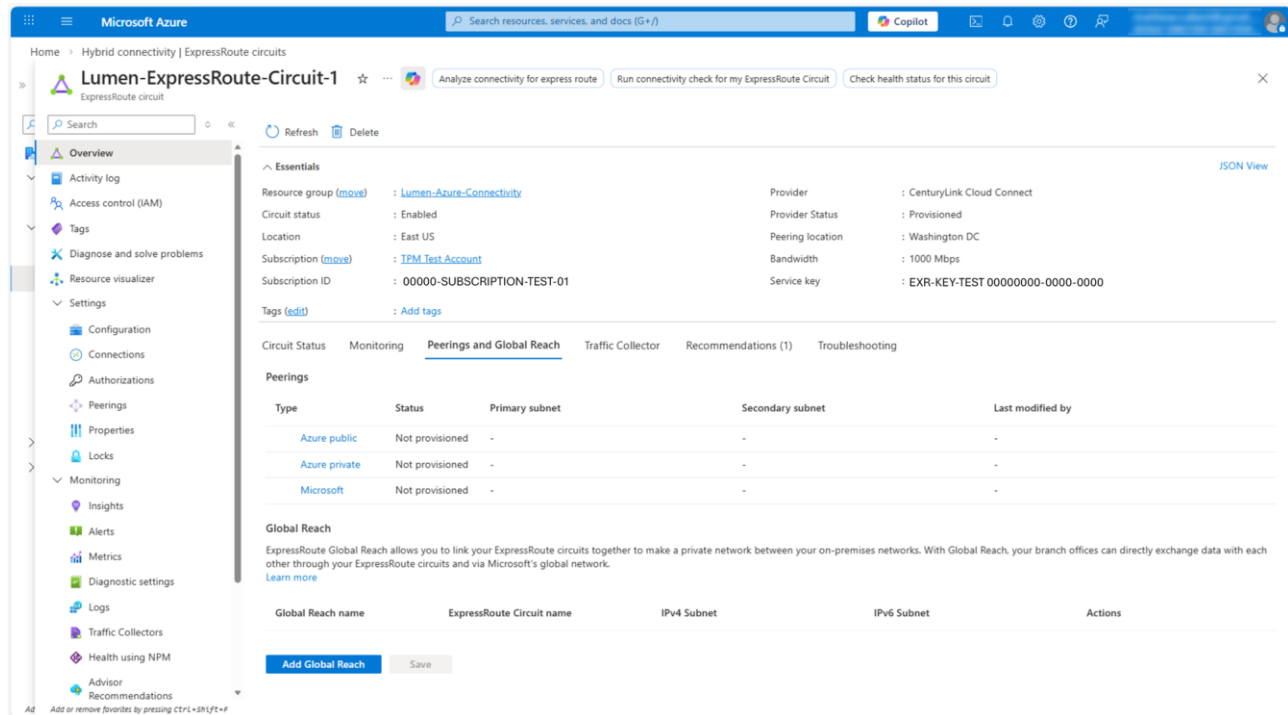 Microsoft Azure
Search resources, services, and docs (G+/)
Copilot
Home > Hybrid connectivity | ExpressRoute circuits
Lumen-ExpressRoute-Circuit-1
ExpressRoute circuit
Analyze connectivity for express route
Run connectivity check for my ExpressRoute Circuit
Check health status for this circuit
Search
Overview
Activity log
Access control (IAM)
Tags
Diagnose and solve problems
Resource visualizer
Settings
Configuration
Connections
Authorizations
Peerings
Properties
Locks
Monitoring
Insights
Alerts
Metrics
Diagnostic settings
Logs
Traffic Collectors
Health using NPM
Advisor
Recommendations
Ad
Add or remove favorites by pressing Ctrl+Shift+F
Refresh Delete
Essentials
JSON View
Resource group (move) : Lumen-Azure-Connectivity
Circuit status : Enabled
Location : East US
Subscription (move) : TPM Test Account
Subscription ID : 00000-SUBSCRIPTION-TEST-01
Provider : CenturyLink Cloud Connect
Provider Status : Provisioned
Peering location : Washington DC
Bandwidth : 1000 Mbps
Service key : EXR-KEY-TEST 00000000-0000-0000
Tags (edit) : Add tags
Circuit Status Monitoring Peerings and Global Reach Traffic Collector Recommendations (1) Troubleshooting
Peerings
Type Status Primary subnet Secondary subnet Last modified by
Azure public Not provisioned - - -
Azure private Not provisioned - - -
Microsoft Not provisioned - - -
Global Reach
ExpressRoute Global Reach allows you to link your ExpressRoute circuits together to make a private network between your on-premises networks. With Global Reach, your branch offices can directly exchange data with each
other through your ExpressRoute circuits and via Microsoft's global network.
Learn more
Global Reach name ExpressRoute Circuit name IPv4 Subnet IPv6 Subnet Actions
Add Global Reach Save